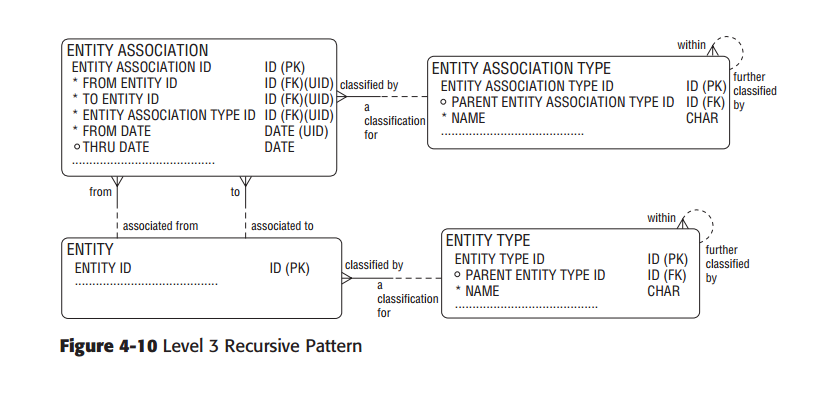 ENTITY ASSOCIATION
ENTITY ASSOCIATION ID ID (PK)
* FROM ENTITY ID ID (FK)(UID)
* TO ENTITY ID ID (FK)(UID)
* ENTITY ASSOCIATION TYPE ID ID (FK)(UID)
* FROM DATE DATE (UID)
o THRU DATE DATE
classified by
a
classification
for
ENTITY ASSOCIATION TYPE
ENTITY ASSOCIATION TYPE ID ID (PK)
o PARENT ENTITY ASSOCIATION TYPE ID ID (FK)
* NAME CHAR
within
further
classified
by
from
to
associated from
associated to
ENTITY
ENTITY ID ID (PK)
classified by
a
classification
for
ENTITY TYPE
ENTITY TYPE ID ID (PK)
o PARENT ENTITY TYPE ID ID (FK)
* NAME CHAR
within
further
classified
by
Figure 4-10 Level 3 Recursive Pattern